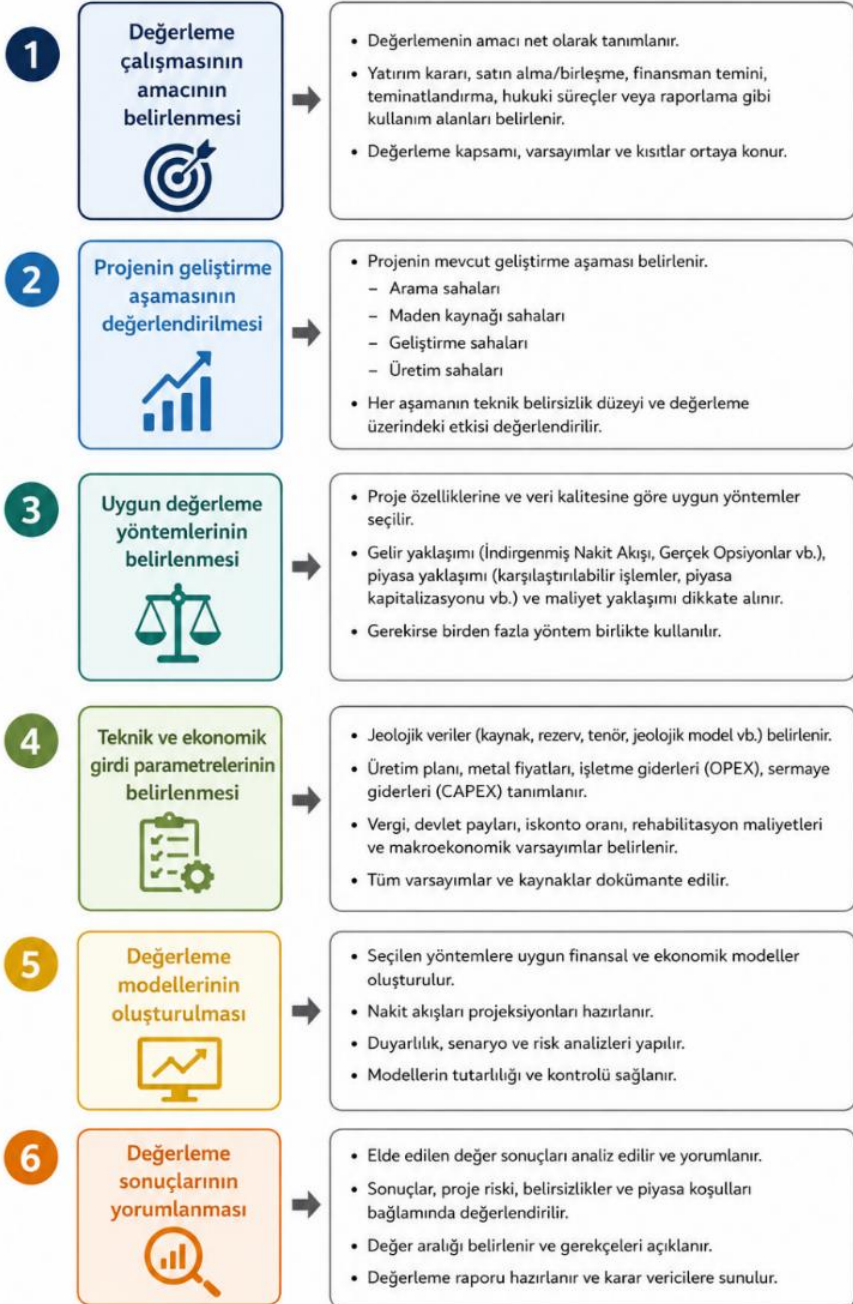 1
Değerleme
çalışmasının
amacının
belirlenmesi
• Değerlemenin amacı net olarak tanımlanır.
• Yatırım kararı, satın alma/birleşme, finansman temini,
teminatlandırma, hukuki süreçler veya raporlama gibi
kullanım alanları belirlenir.
• Değerleme kapsamı, varsayımlar ve kısıtlar ortaya konur.
2
Projenin geliştirme
aşamasının
değerlendirilmesi
• Projenin mevcut geliştirme aşaması belirlenir.
– Arama sahaları
– Maden kaynağı sahaları
– Geliştirme sahaları
– Üretim sahaları
• Her aşamanın teknik belirsizlik düzeyi ve değerleme
üzerindeki etkisi değerlendirilir.
3
Uygun değerleme
yöntemlerinin
belirlenmesi
• Proje özelliklerine ve veri kalitesine göre uygun yöntemler
seçilir.
• Gelir yaklaşımı (İndirgenmiş Nakit Akışı, Gerçek Opsiyonlar vb.),
piyasa yaklaşımı (karşılaştırılabilir işlemler, piyasa
kapitalizasyonu vb.) ve maliyet yaklaşımı dikkate alınır.
• Gerekirse birden fazla yöntem birlikte kullanılır.
4
Teknik ve ekonomik
girdi parametrelerinin
belirlenmesi
• Jeolojik veriler (kaynak, rezerv, tenör, jeolojik model vb.) belirlenir.
• Üretim planı, metal fiyatları, işletme giderleri (OPEX), sermaye
giderleri (CAPEX) tanımlanır.
• Vergi, devlet payları, iskonto oranı, rehabilitasyon maliyetleri
ve makroekonomik varsayımlar belirlenir.
• Tüm varsayımlar ve kaynaklar dokümante edilir.
5
Değerleme
modellerinin
oluşturulması
• Seçilen yöntemlere uygun finansal ve ekonomik modeller
oluşturulur.
• Nakit akışları projeksiyonları hazırlanır.
• Duyarlılık, senaryo ve risk analizleri yapılır.
• Modellerin tutarlılığı ve kontrolü sağlanır.
6
Değerleme
sonuçlarının
yorumlanması
• Elde edilen değer sonuçları analiz edilir ve yorumlanır.
• Sonuçlar, proje riski, belirsizlikler ve piyasa koşulları
bağlamında değerlendirilir.
• Değer aralığı belirlenir ve gerekçeleri açıklanır.
• Değerleme raporu hazırlanır ve karar vericilere sunulur.